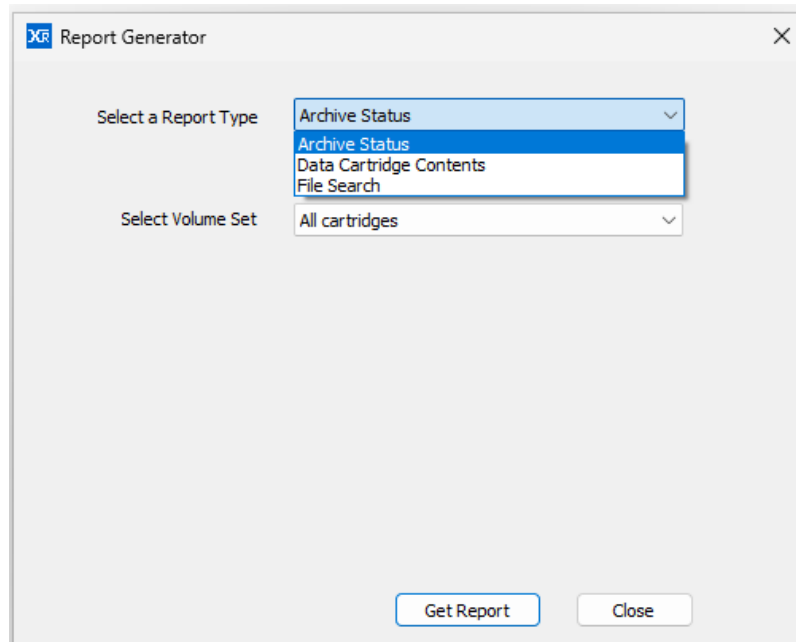 XR Report Generator
Select a Report Type Archive Status
Archive Status
Data Cartridge Contents
File Search
Select Volume Set All cartridges
Get Report Close